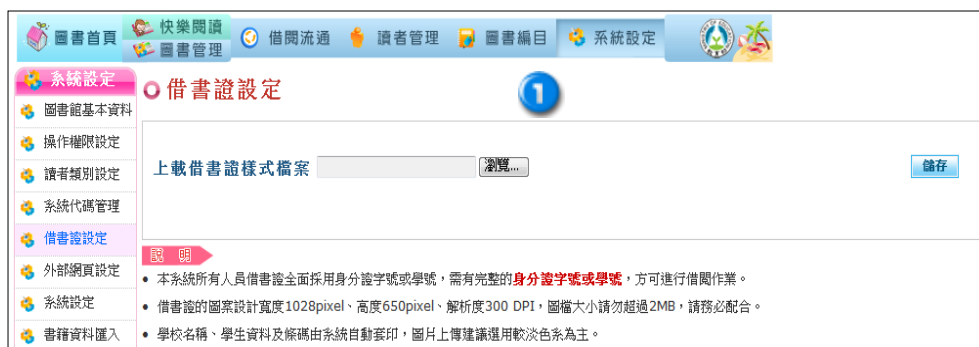 圖書首頁
快樂閱讀
圖書管理
借閱流通
讀者管理
圖書編目
系統設定
系統設定
圖書館基本資料
操作權限設定
讀者類別設定
系統代碼管理
借書證設定
外部網頁設定
系統設定
書籍資料匯入
借書證設定
1
上載借書證樣式檔案
瀏覽...
儲存
說 明
• 本系統所有人員借書證全面採用身分證字號或學號，需有完整的身分證字號或學號，方可進行借閱作業。
• 借書證的圖案設計寬度1028pixel、高度650pixel、解析度300 DPI，圖檔大小請勿超過2MB，請務必配合。
• 學校名稱、學生資料及條碼由系統自動套印，圖片上傳建議選用較淡色系為主。